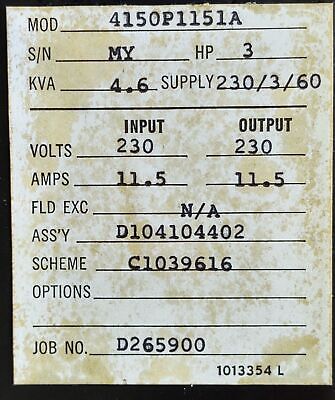 MOD 4150P1151A
S/N MY HP 3
KVA 4.6 SUPPLY 230/3/60
INPUT OUTPUT
VOLTS 230 230
AMPS 11.5 11.5
FLD EXC N/A
ASS'Y D104104402
SCHEME C1039616
OPTIONS
JOB NO. D265900
1013354 L